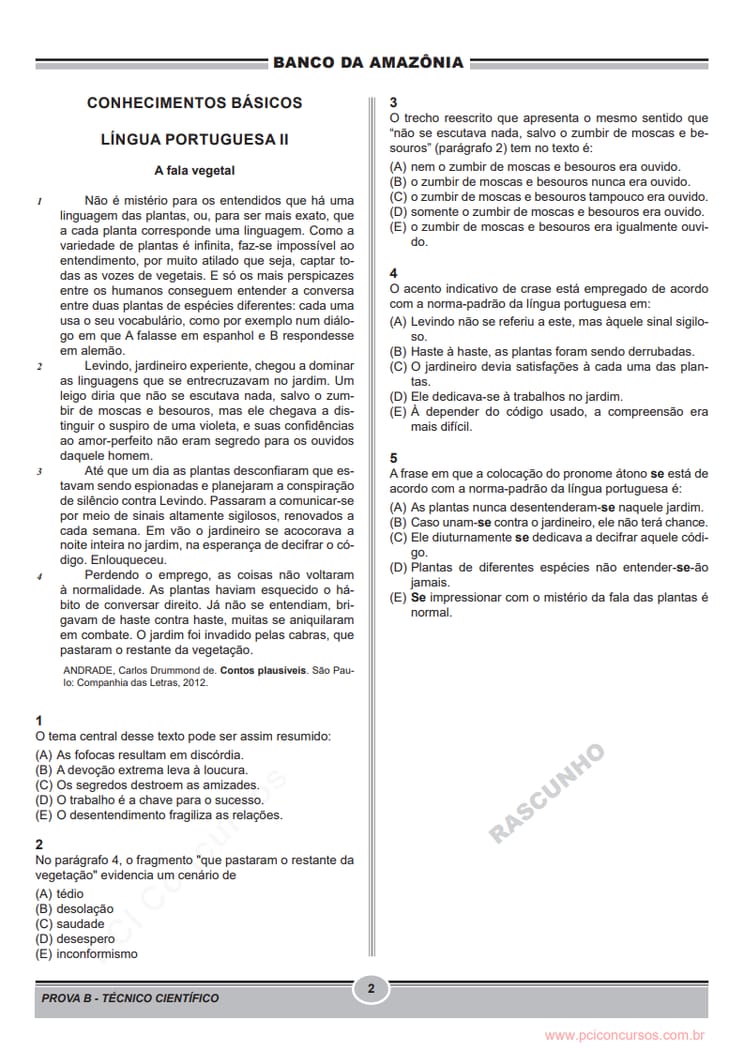 BANCO DA AMAZÔNIA
CONHECIMENTOS BÁSICOS
LÍNGUA PORTUGUESA II
A fala vegetal
1 Não é mistério para os entendidos que há uma
linguagem das plantas, ou, para ser mais exato, que
a cada planta corresponde uma linguagem. Como a
variedade de plantas é infinita, faz-se impossível ao
entendimento, por muito atilado que seja, captar to-
das as vozes de vegetais. E só os mais perspicazes
entre os humanos conseguem entender a conversa
entre duas plantas de espécies diferentes: cada uma
usa o seu vocabulário, como por exemplo num diálo-
go em que A falasse em espanhol e B respondesse
em alemão.
2 Levindo, jardineiro experiente, chegou a dominar
as linguagens que se entrecruzavam no jardim. Um
leigo diria que não se escutava nada, salvo o zum-
bir de moscas e besouros, mas ele chegava a dis-
tinguir o suspiro de uma violeta, e suas confidências
ao amor-perfeito não eram segredo para os ouvidos
daquele homem.
3 Até que um dia as plantas desconfiaram que es-
tavam sendo espionadas e planejaram a conspiração
de silêncio contra Levindo. Passaram a comunicar-se
por meio de sinais altamente sigilosos, renovados a
cada semana. Em vão o jardineiro se acocorava a
noite inteira no jardim, na esperança de decifrar o có-
digo. Enlouqueceu.
4 Perdendo o emprego, as coisas não voltaram
à normalidade. As plantas haviam esquecido o há-
bito de conversar direito. Já não se entendiam, bri-
gavam de haste contra haste, muitas se aniquilaram
em combate. O jardim foi invadido pelas cabras, que
pastaram o restante da vegetação.
ANDRADE, Carlos Drummond de. Contos plausíveis. São Pau-
lo: Companhia das Letras, 2012.
1
O tema central desse texto pode ser assim resumido:
(A) As fofocas resultam em discórdia.
(B) A devoção extrema leva à loucura.
(C) Os segredos destroem as amizades.
(D) O trabalho é a chave para o sucesso.
(E) O desentendimento fragiliza as relações.
2
No parágrafo 4, o fragmento "que pastaram o restante da
vegetação" evidencia um cenário de
(A) tédio
(B) desolação
(C) saudade
(D) desespero
(E) inconformismo
3
O trecho reescrito que apresenta o mesmo sentido que
“não se escutava nada, salvo o zumbir de moscas e be-
souros” (parágrafo 2) tem no texto é:
(A) nem o zumbir de moscas e besouros era ouvido.
(B) o zumbir de moscas e besouros nunca era ouvido.
(C) o zumbir de moscas e besouros tampouco era ouvido.
(D) somente o zumbir de moscas e besouros era ouvido.
(E) o zumbir de moscas e besouros era igualmente ouvi-
do.
4
O acento indicativo de crase está empregado de acordo
com a norma-padrão da língua portuguesa em:
(A) Levindo não se referiu a este, mas àquele sinal sigilo-
so.
(B) Haste à haste, as plantas foram sendo derrubadas.
(C) O jardineiro devia satisfações à cada uma das plan-
tas.
(D) Ele dedicava-se à trabalhos no jardim.
(E) À depender do código usado, a compreensão era
mais difícil.
5
A frase em que a colocação do pronome átono se está de
acordo com a norma-padrão da língua portuguesa é:
(A) As plantas nunca desentenderam-se naquele jardim.
(B) Caso unam-se contra o jardineiro, ele não terá chance.
(C) Ele diuturnamente se dedicava a decifrar aquele códi-
go.
(D) Plantas de diferentes espécies não entender-se-ão
jamais.
(E) Se impressionar com o mistério da fala das plantas é
normal.
RASCUNHO
PCI Concursos
2
PROVA B - TÉCNICO CIENTÍFICO
www.pciconcursos.com.br